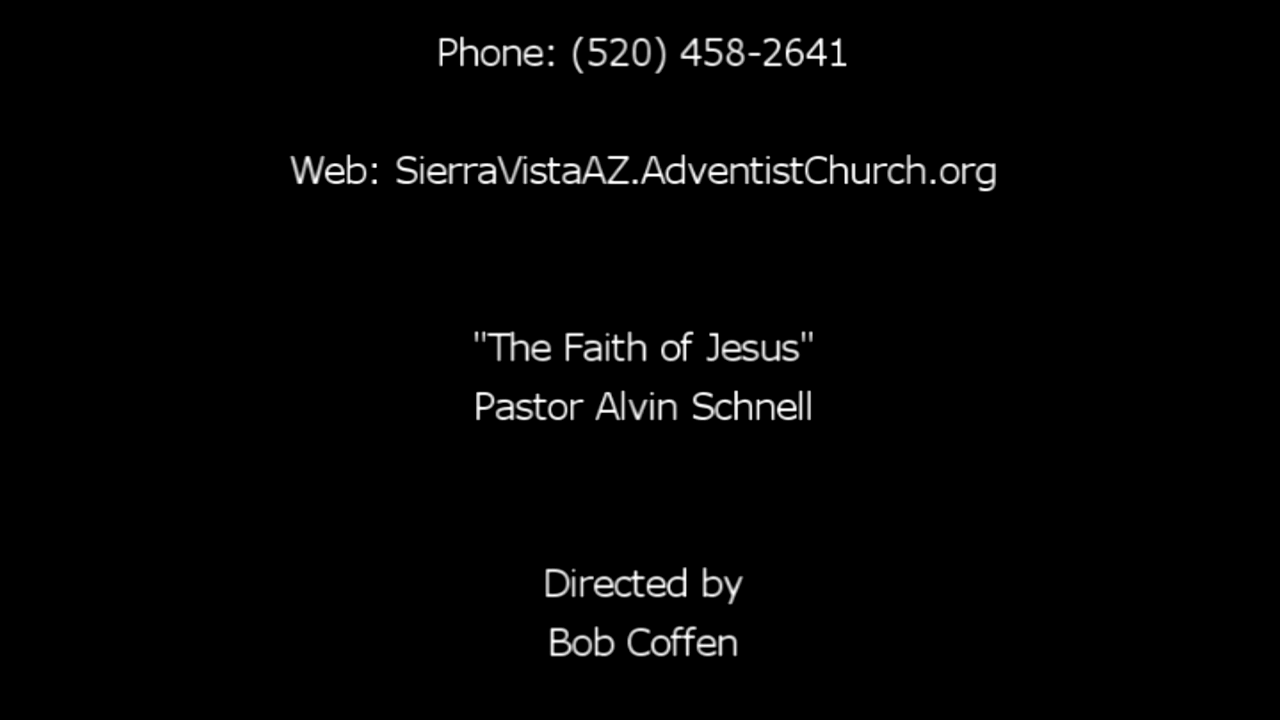 Phone: (520) 458-2641
Web: SierraVistaAZ.AdventistChurch.org
"The Faith of Jesus"
Pastor Alvin Schnell
Directed by
Bob Coffen